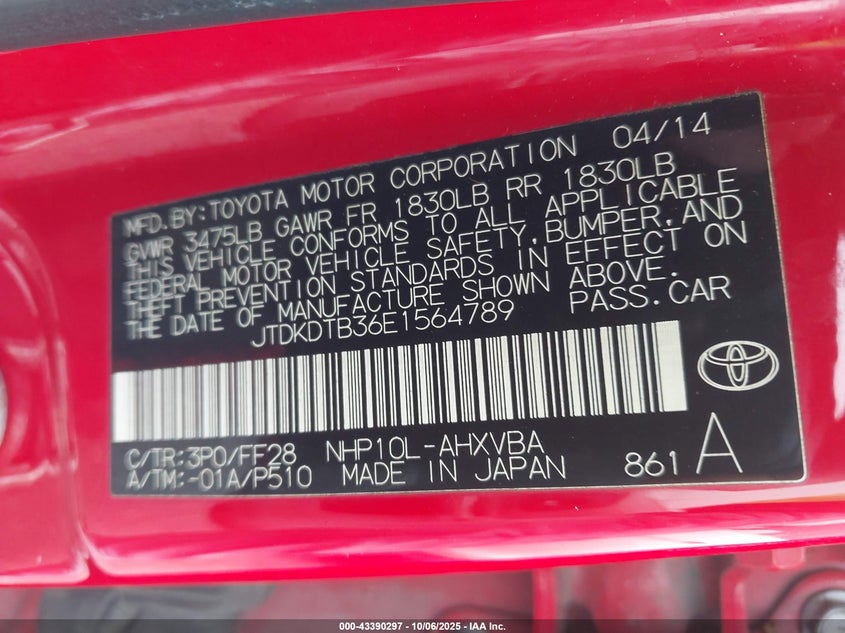 MFD.BY:TOYOTA MOTOR CORPORATION 04/14
GVWR 3475LB GAWR FR 1830LB RR 1830LB
THIS VEHICLE CONFORMS TO ALL APPLICABLE
FEDERAL MOTOR VEHICLE SAFETY,BUMPER,AND
THEFT PREVENTION STANDARDS IN EFFECT ON
THE DATE OF MANUFACTURE SHOWN ABOVE.
JTDKDTB36E1564789 PASS.CAR
C/TR:3P0/FF28 NHP10L-AHXVBA
A/TM:-01A/P510 MADE IN JAPAN 861 A
000-43390297 - 10/06/2025 - IAA Inc.